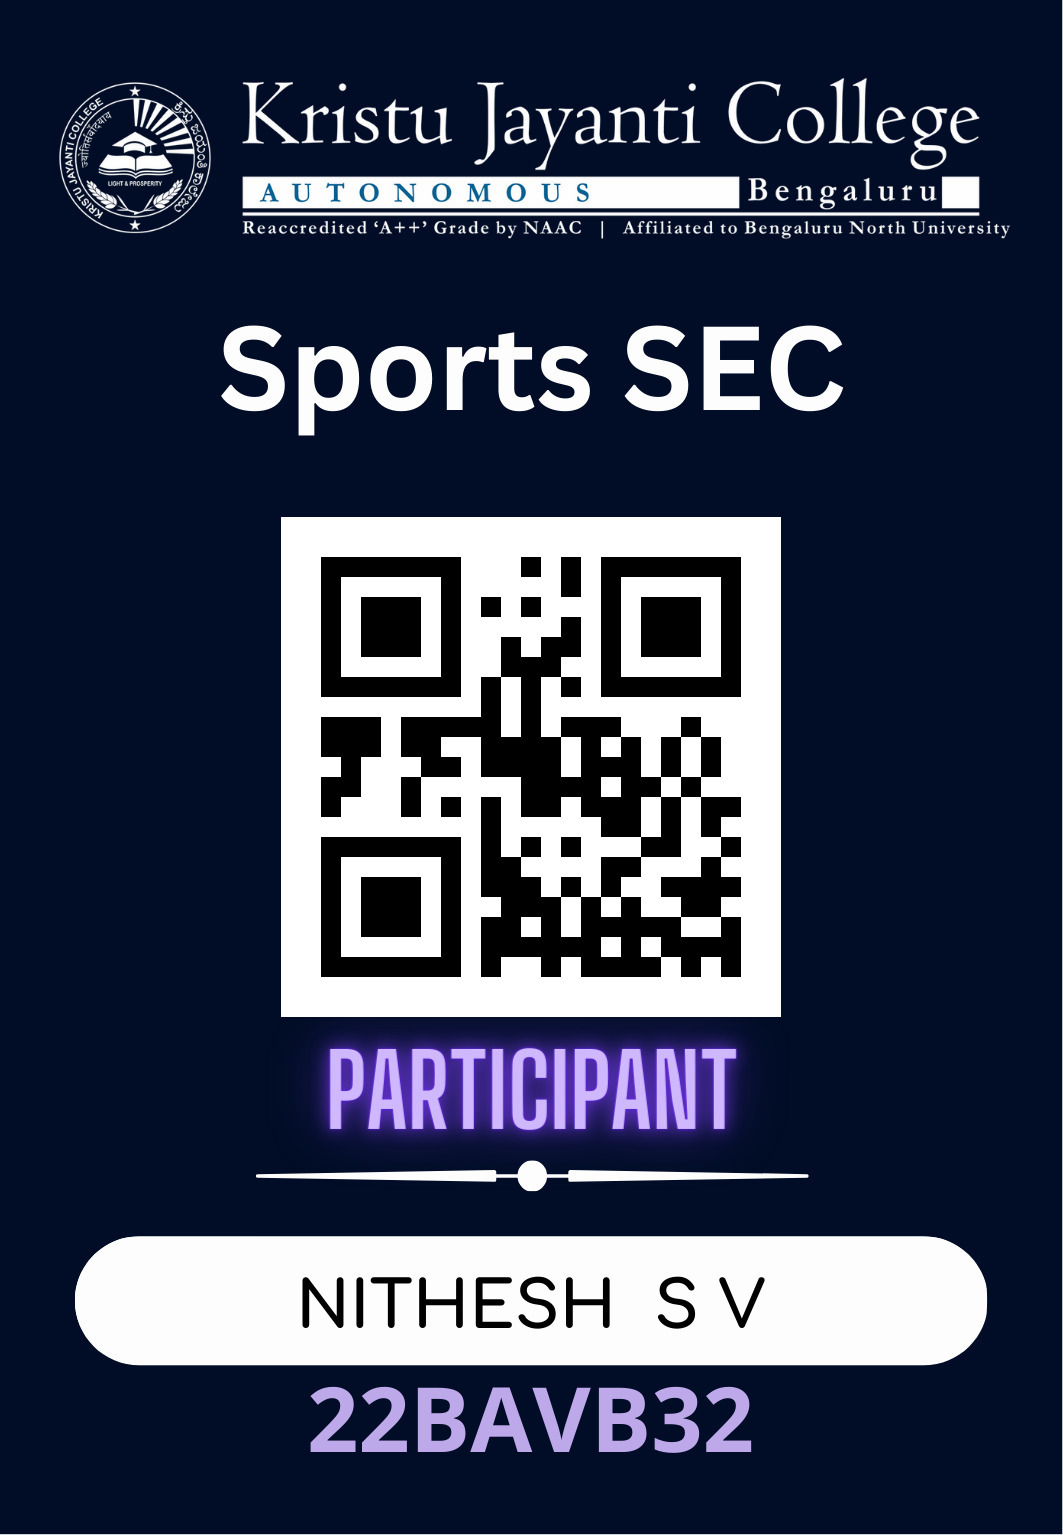 KRISTU JAYANTI COLLEGE
ಕ್ರಿಸ್ತು ಜಯಂತಿ ಕಾಲೇಜು
LIGHT & PROSPERITY
Kristu Jayanti College
AUTONOMOUS Bengaluru
Reaccredited ‘A++’ Grade by NAAC | Affiliated to Bengaluru North University
Sports SEC
PARTICIPANT
NITHESH S V
22BAVB32